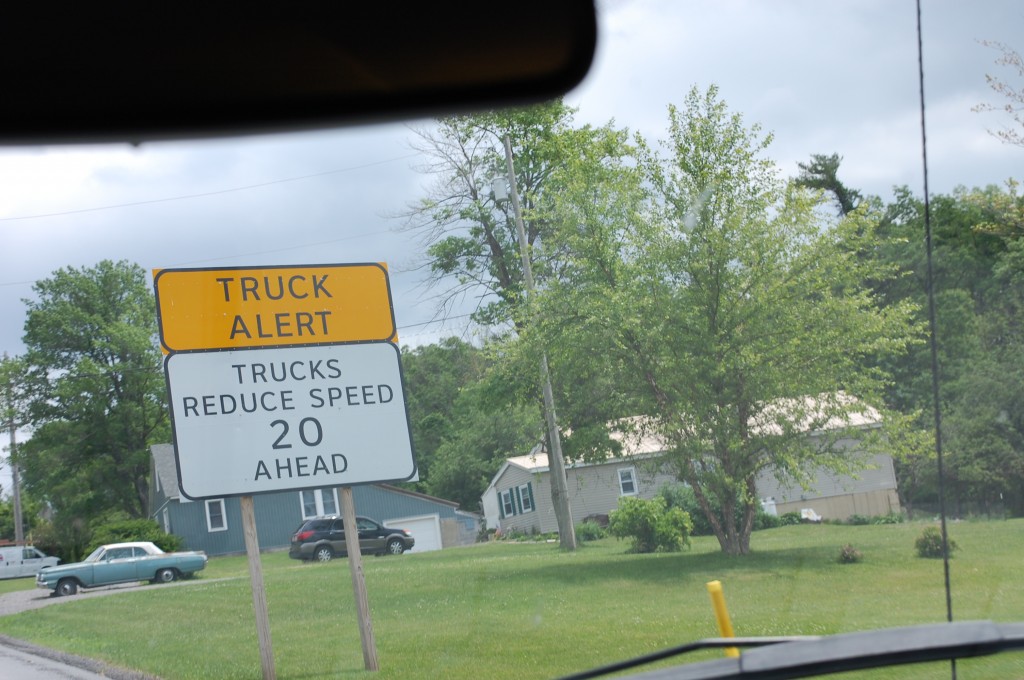 TRUCK
ALERT
TRUCKS
REDUCE SPEED
20
AHEAD